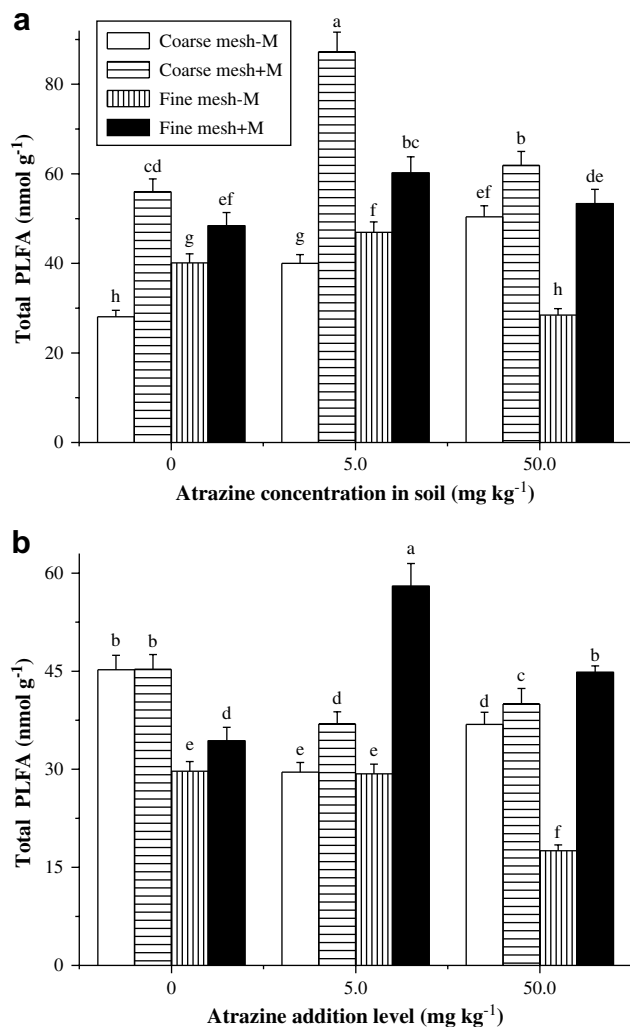 a
Coarse mesh-M
Coarse mesh+M
Fine mesh-M
Fine mesh+M
Total PLFA (nmol g⁻¹)
80
60
40
20
0
h
cd
g
ef
g
a
f
bc
ef
b
h
de
0
5.0
50.0
Atrazine concentration in soil (mg kg⁻¹)
b
Total PLFA (nmol g⁻¹)
60
45
30
15
0
b
b
e
d
e
d
e
a
d
c
f
b
0
5.0
50.0
Atrazine addition level (mg kg⁻¹)